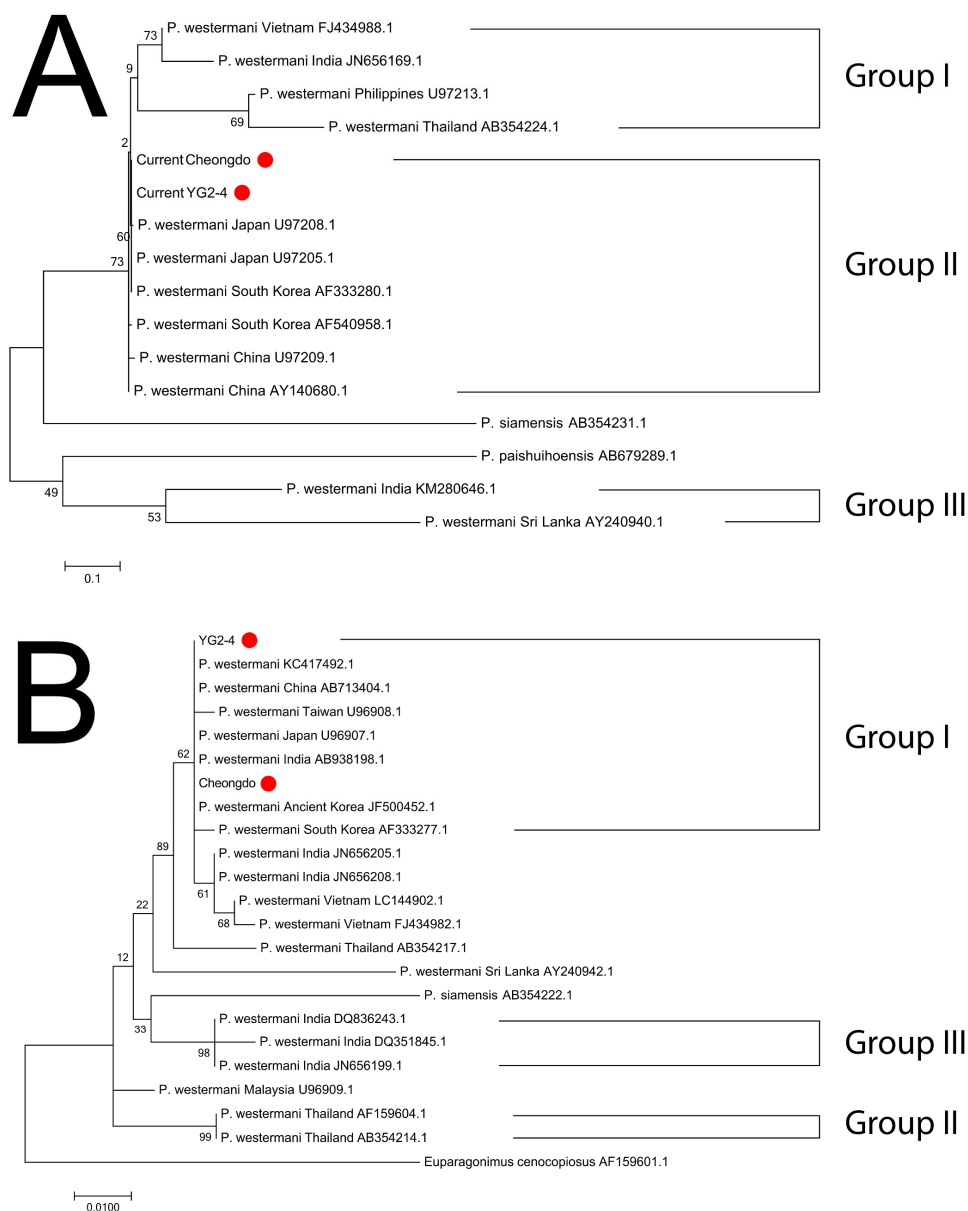 A
P. westermani Vietnam FJ434988.1
73
P. westermani India JN656169.1
9
Group I
P. westermani Philippines U97213.1
69
P. westermani Thailand AB354224.1
2
Current Cheongdo
Current YG2-4
P. westermani Japan U97208.1
60
P. westermani Japan U97205.1
73
Group II
P. westermani South Korea AF333280.1
P. westermani South Korea AF540958.1
P. westermani China U97209.1
P. westermani China AY140680.1
P. siamensis AB354231.1
P. paishuihoensis AB679289.1
49
P. westermani India KM280646.1
Group III
53
P. westermani Sri Lanka AY240940.1
0.1
B
YG2-4
P. westermani KC417492.1
P. westermani China AB713404.1
P. westermani Taiwan U96908.1
P. westermani Japan U96907.1
Group I
62
P. westermani India AB938198.1
Cheongdo
P. westermani Ancient Korea JF500452.1
P. westermani South Korea AF333277.1
89
P. westermani India JN656205.1
P. westermani India JN656208.1
61
P. westermani Vietnam LC144902.1
22
68
P. westermani Vietnam FJ434982.1
P. westermani Thailand AB354217.1
12
P. westermani Sri Lanka AY240942.1
P. siamensis AB354222.1
33
P. westermani India DQ836243.1
P. westermani India DQ351845.1
Group III
98
P. westermani India JN656199.1
P. westermani Malaysia U96909.1
P. westermani Thailand AF159604.1
Group II
99
P. westermani Thailand AB354214.1
Euparagonimus cenocopiosus AF159601.1
0.0100